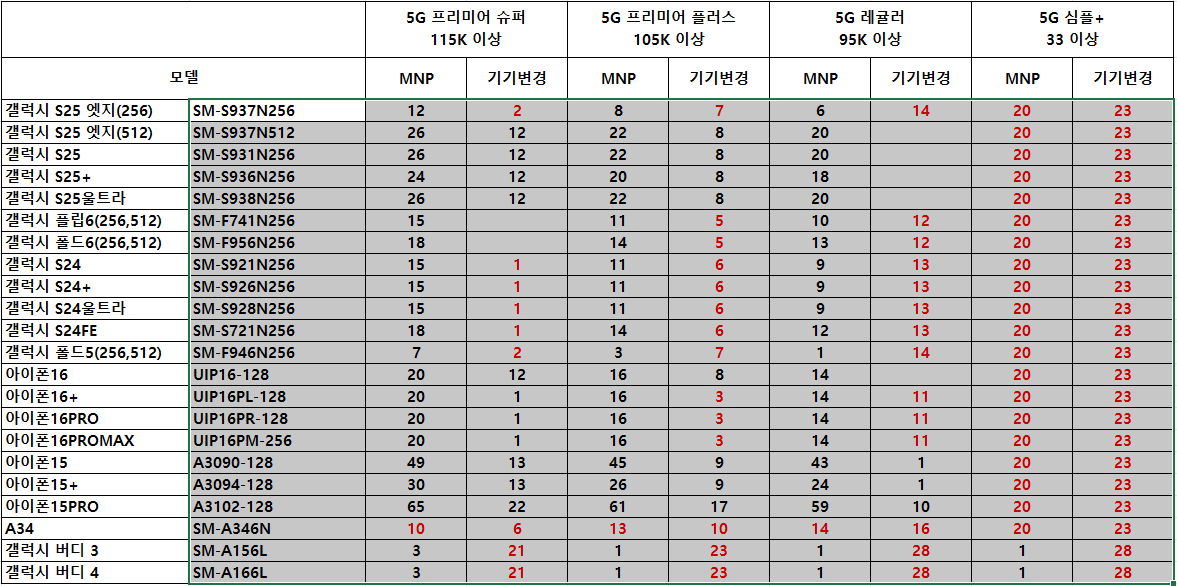 5G 프리미어 슈퍼 5G 프리미어 플러스 5G 레귤러 5G 심플+
115K 이상 105K 이상 95K 이상 33 이상
모델 MNP 기기변경 MNP 기기변경 MNP 기기변경 MNP 기기변경
갤럭시 S25 엣지(256) SM-S937N256 12 2 8 7 6 14 20 23
갤럭시 S25 엣지(512) SM-S937N512 26 12 22 8 20 20 23
갤럭시 S25 SM-S931N256 26 12 22 8 20 20 23
갤럭시 S25+ SM-S936N256 24 12 20 8 18 20 23
갤럭시 S25울트라 SM-S938N256 26 12 22 8 20 20 23
갤럭시 플립6(256,512) SM-F741N256 15 11 5 10 12 20 23
갤럭시 폴드6(256,512) SM-F956N256 18 14 5 13 12 20 23
갤럭시 S24 SM-S921N256 15 1 11 6 9 13 20 23
갤럭시 S24+ SM-S926N256 15 1 11 6 9 13 20 23
갤럭시 S24울트라 SM-S928N256 15 1 11 6 9 13 20 23
갤럭시 S24FE SM-S721N256 18 1 14 6 12 13 20 23
갤럭시 폴드5(256,512) SM-F946N256 7 2 3 7 1 14 20 23
아이폰16 UIP16-128 20 12 16 8 14 20 23
아이폰16+ UIP16PL-128 20 1 16 3 14 11 20 23
아이폰16PRO UIP16PR-128 20 1 16 3 14 11 20 23
아이폰16PROMAX UIP16PM-256 20 1 16 3 14 11 20 23
아이폰15 A3090-128 49 13 45 9 43 1 20 23
아이폰15+ A3094-128 30 13 26 9 24 1 20 23
아이폰15PRO A3102-128 65 22 61 17 59 10 20 23
A34 SM-A346N 10 6 13 10 14 16 20 23
갤럭시 버디 3 SM-A156L 3 21 1 23 1 28 1 28
갤럭시 버디 4 SM-A166L 3 21 1 23 1 28 1 28